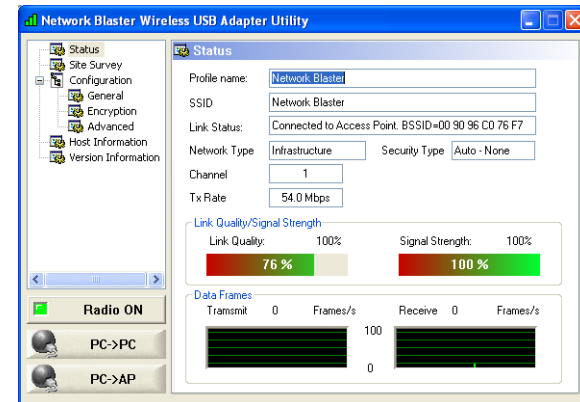 Network Blaster Wireless USB Adapter Utility
Status
Site Survey
Configuration
General
Encryption
Advanced
Host Information
Version Information
Radio ON
PC->PC
PC->AP
Status
Profile name: Network Blaster
SSID Network Blaster
Link Status: Connected to Access Point. BSSID=00 90 96 C0 76 F7
Network Type Infrastructure Security Type Auto - None
Channel 1
Tx Rate 54.0 Mbps
Link Quality/Signal Strength
Link Quality: 100% Signal Strength: 100%
76 % 100 %
Data Frames
Transmit 0 Frames/s Receive 0 Frames/s
100
0